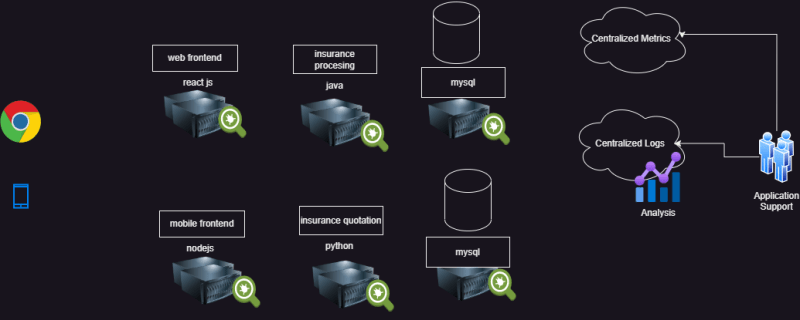 web frontend
react js
insurance
procesing
java
mysql
Centralized Metrics
Centralized Logs
Analysis
Application
Support
mobile frontend
nodejs
insurance quotation
python
mysql